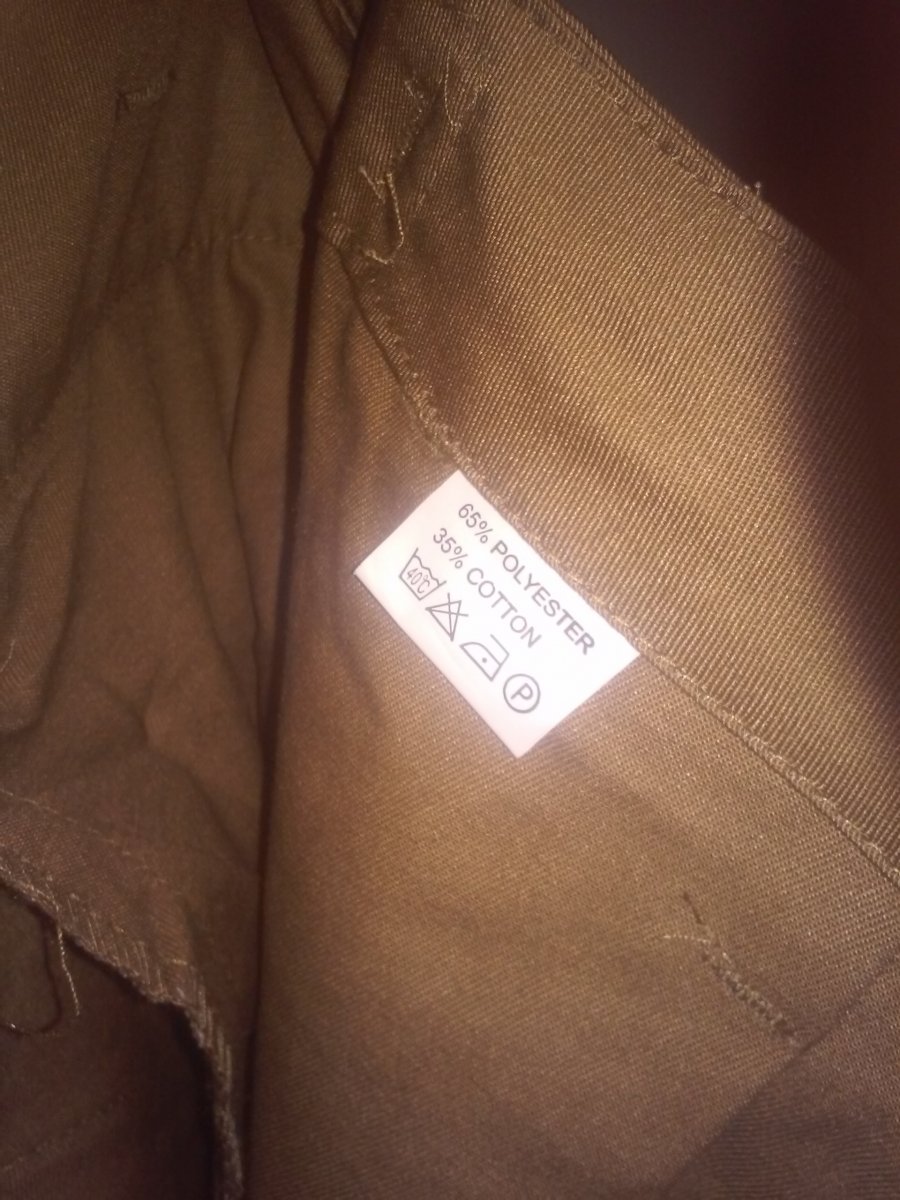 65% POLYESTER
35% COTTON
40°C
P